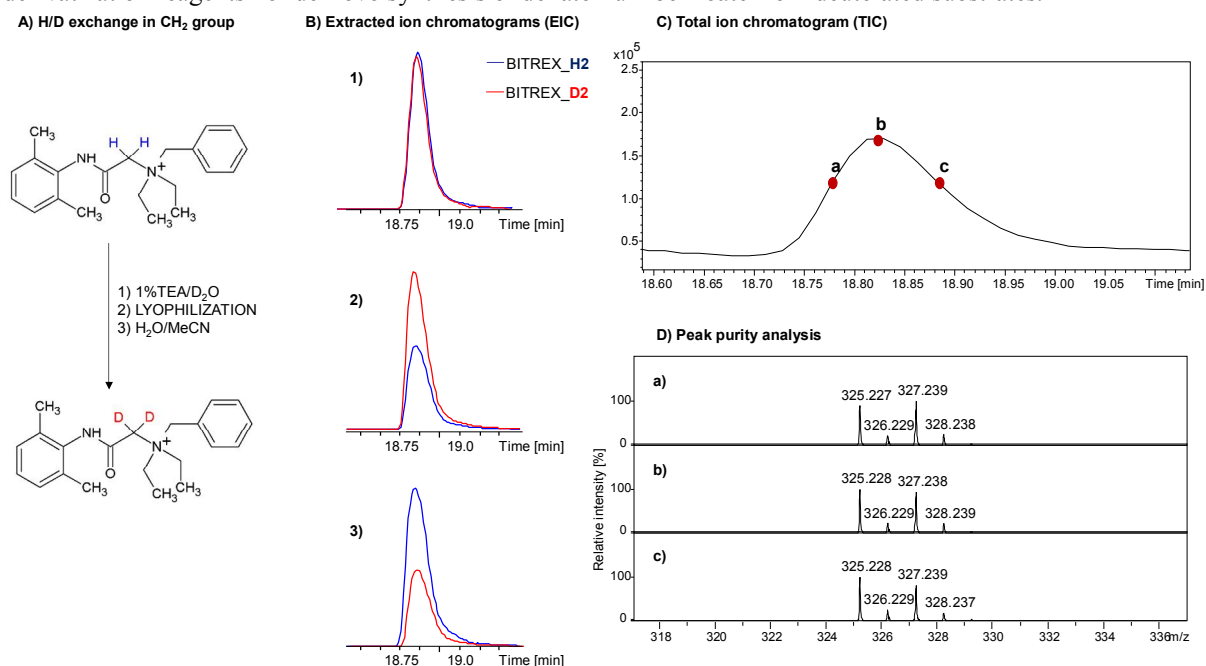 A) H/D exchange in CH2 group
B) Extracted ion chromatograms (EIC)
C) Total ion chromatogram (TIC)
CH3
H H
NH
N+
O
CH3
CH3
CH3
1) 1%TEA/D2O
2) LYOPHILIZATION
3) H2O/MeCN
CH3
D D
NH
N+
O
CH3
CH3
CH3
1)
BITREX_H2
BITREX_D2
18.75 19.0 Time [min]
2)
18.75 19.0 Time [min]
3)
18.75 19.0 Time [min]
x10^5
2.5
2.0
1.5
1.0
0.5
a
b
c
18.60 18.65 18.70 18.75 18.80 18.85 18.90 18.95 19.00 19.05 Time [min]
D) Peak purity analysis
Relative intensity [%]
a)
100
0
325.227
326.229
327.239
328.238
b)
100
0
325.228
326.229
327.238
328.239
c)
100
0
325.228
326.229
327.239
328.237
318 320 322 324 326 328 330 332 334 336 m/z